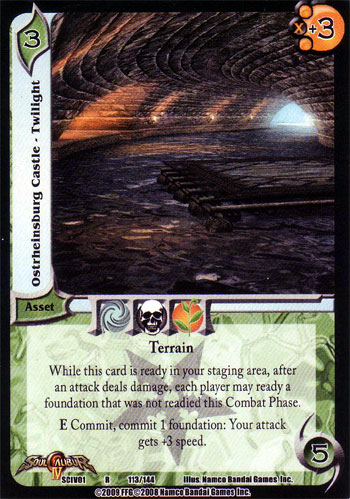 3
X+3
Ostrheinsburg Castle - Twilight
Asset
Terrain
While this card is ready in your staging area, after
an attack deals damage, each player may ready a
foundation that was not readied this Combat Phase.
E Commit, commit 1 foundation: Your attack
gets +3 speed.
5
SOULCALIBUR
IV
SCIV01 R 113/144 Illus. Namco Bandai Games Inc.
©2009 FFG ©2008 Namco Bandai Games Inc.